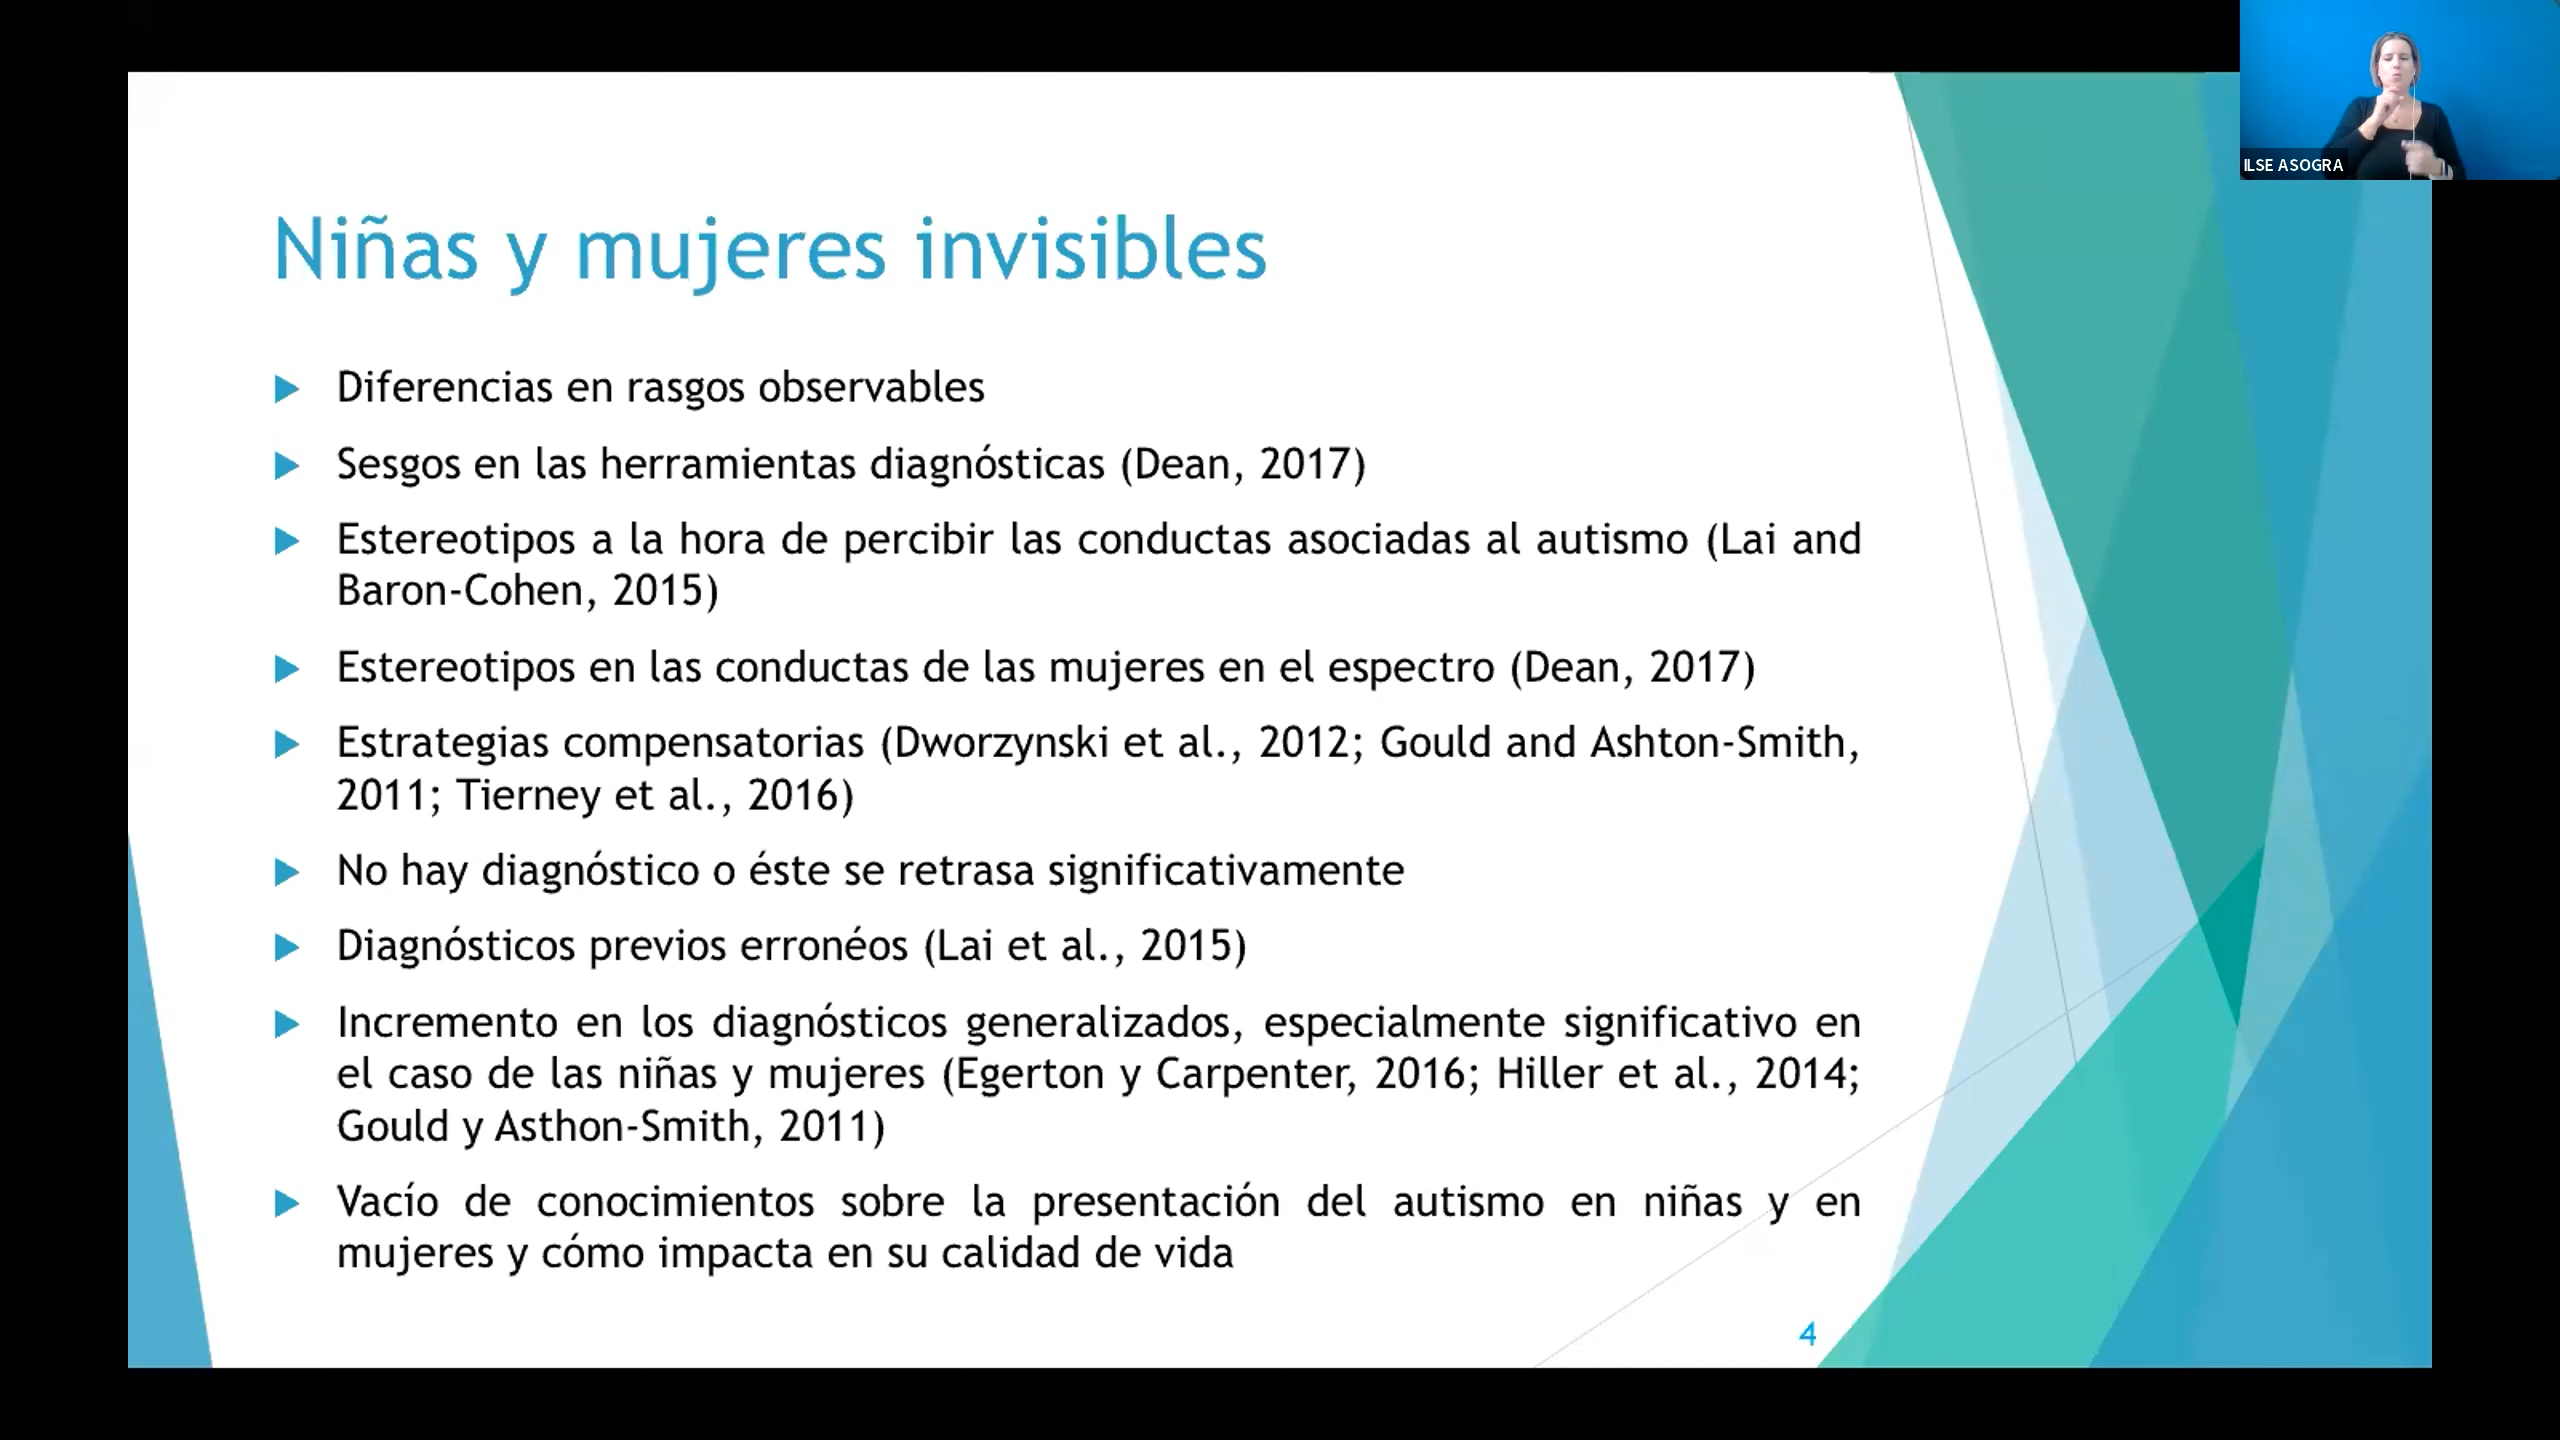 ILSE ASOGRA
Niñas y mujeres invisibles
Diferencias en rasgos observables
Sesgos en las herramientas diagnósticas (Dean, 2017)
Estereotipos a la hora de percibir las conductas asociadas al autismo (Lai and
Baron-Cohen, 2015)
Estereotipos en las conductas de las mujeres en el espectro (Dean, 2017)
Estrategias compensatorias (Dworzynski et al., 2012; Gould and Ashton-Smith,
2011; Tierney et al., 2016)
No hay diagnóstico o éste se retrasa significativamente
Diagnósticos previos erronéos (Lai et al., 2015)
Incremento en los diagnósticos generalizados, especialmente significativo en
el caso de las niñas y mujeres (Egerton y Carpenter, 2016; Hiller et al., 2014;
Gould y Asthon-Smith, 2011)
Vacío de conocimientos sobre la presentación del autismo en niñas y en
mujeres y cómo impacta en su calidad de vida
4